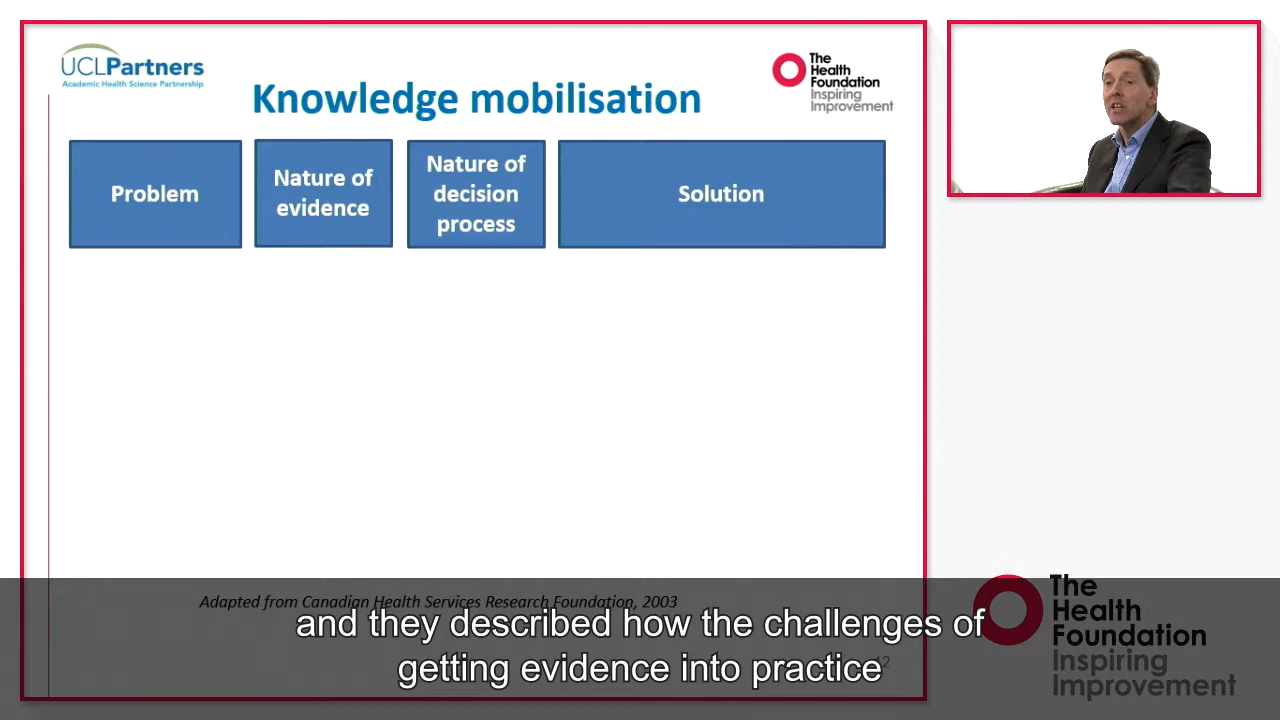 UCLPartners
Academic Health Science Partnership
Knowledge mobilisation
The
Health
Foundation
Inspiring
Improvement
Problem
Nature of
evidence
Nature of
decision
process
Solution
Adapted from Canadian Health Services Research Foundation, 2003
and they described how the challenges of
getting evidence into practice
42
The
Health
Foundation
Inspiring
Improvement